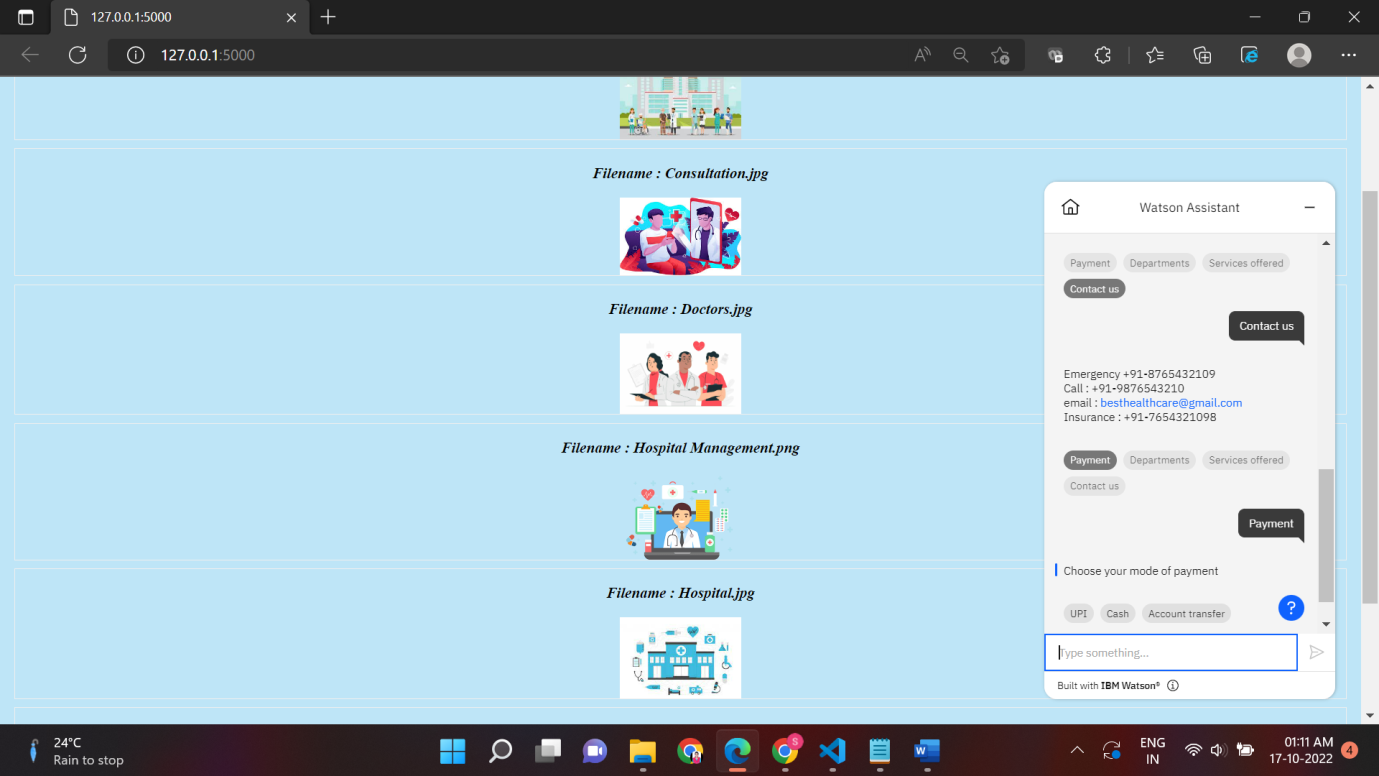 127.0.0.1:5000
127.0.0.1:5000
Filename : Consultation.jpg
Filename : Doctors.jpg
Filename : Hospital Management.png
Filename : Hospital.jpg
Watson Assistant
Payment Departments Services offered
Contact us
Contact us
Emergency +91-8765432109
Call : +91-9876543210
email : besthealthcare@gmail.com
Insurance : +91-7654321098
Payment Departments Services offered
Contact us
Payment
Choose your mode of payment
UPI Cash Account transfer
?
Type something...
Built with IBM Watson®
24°C
Rain to stop
S
ENG
IN
01:11 AM
17-10-2022
4